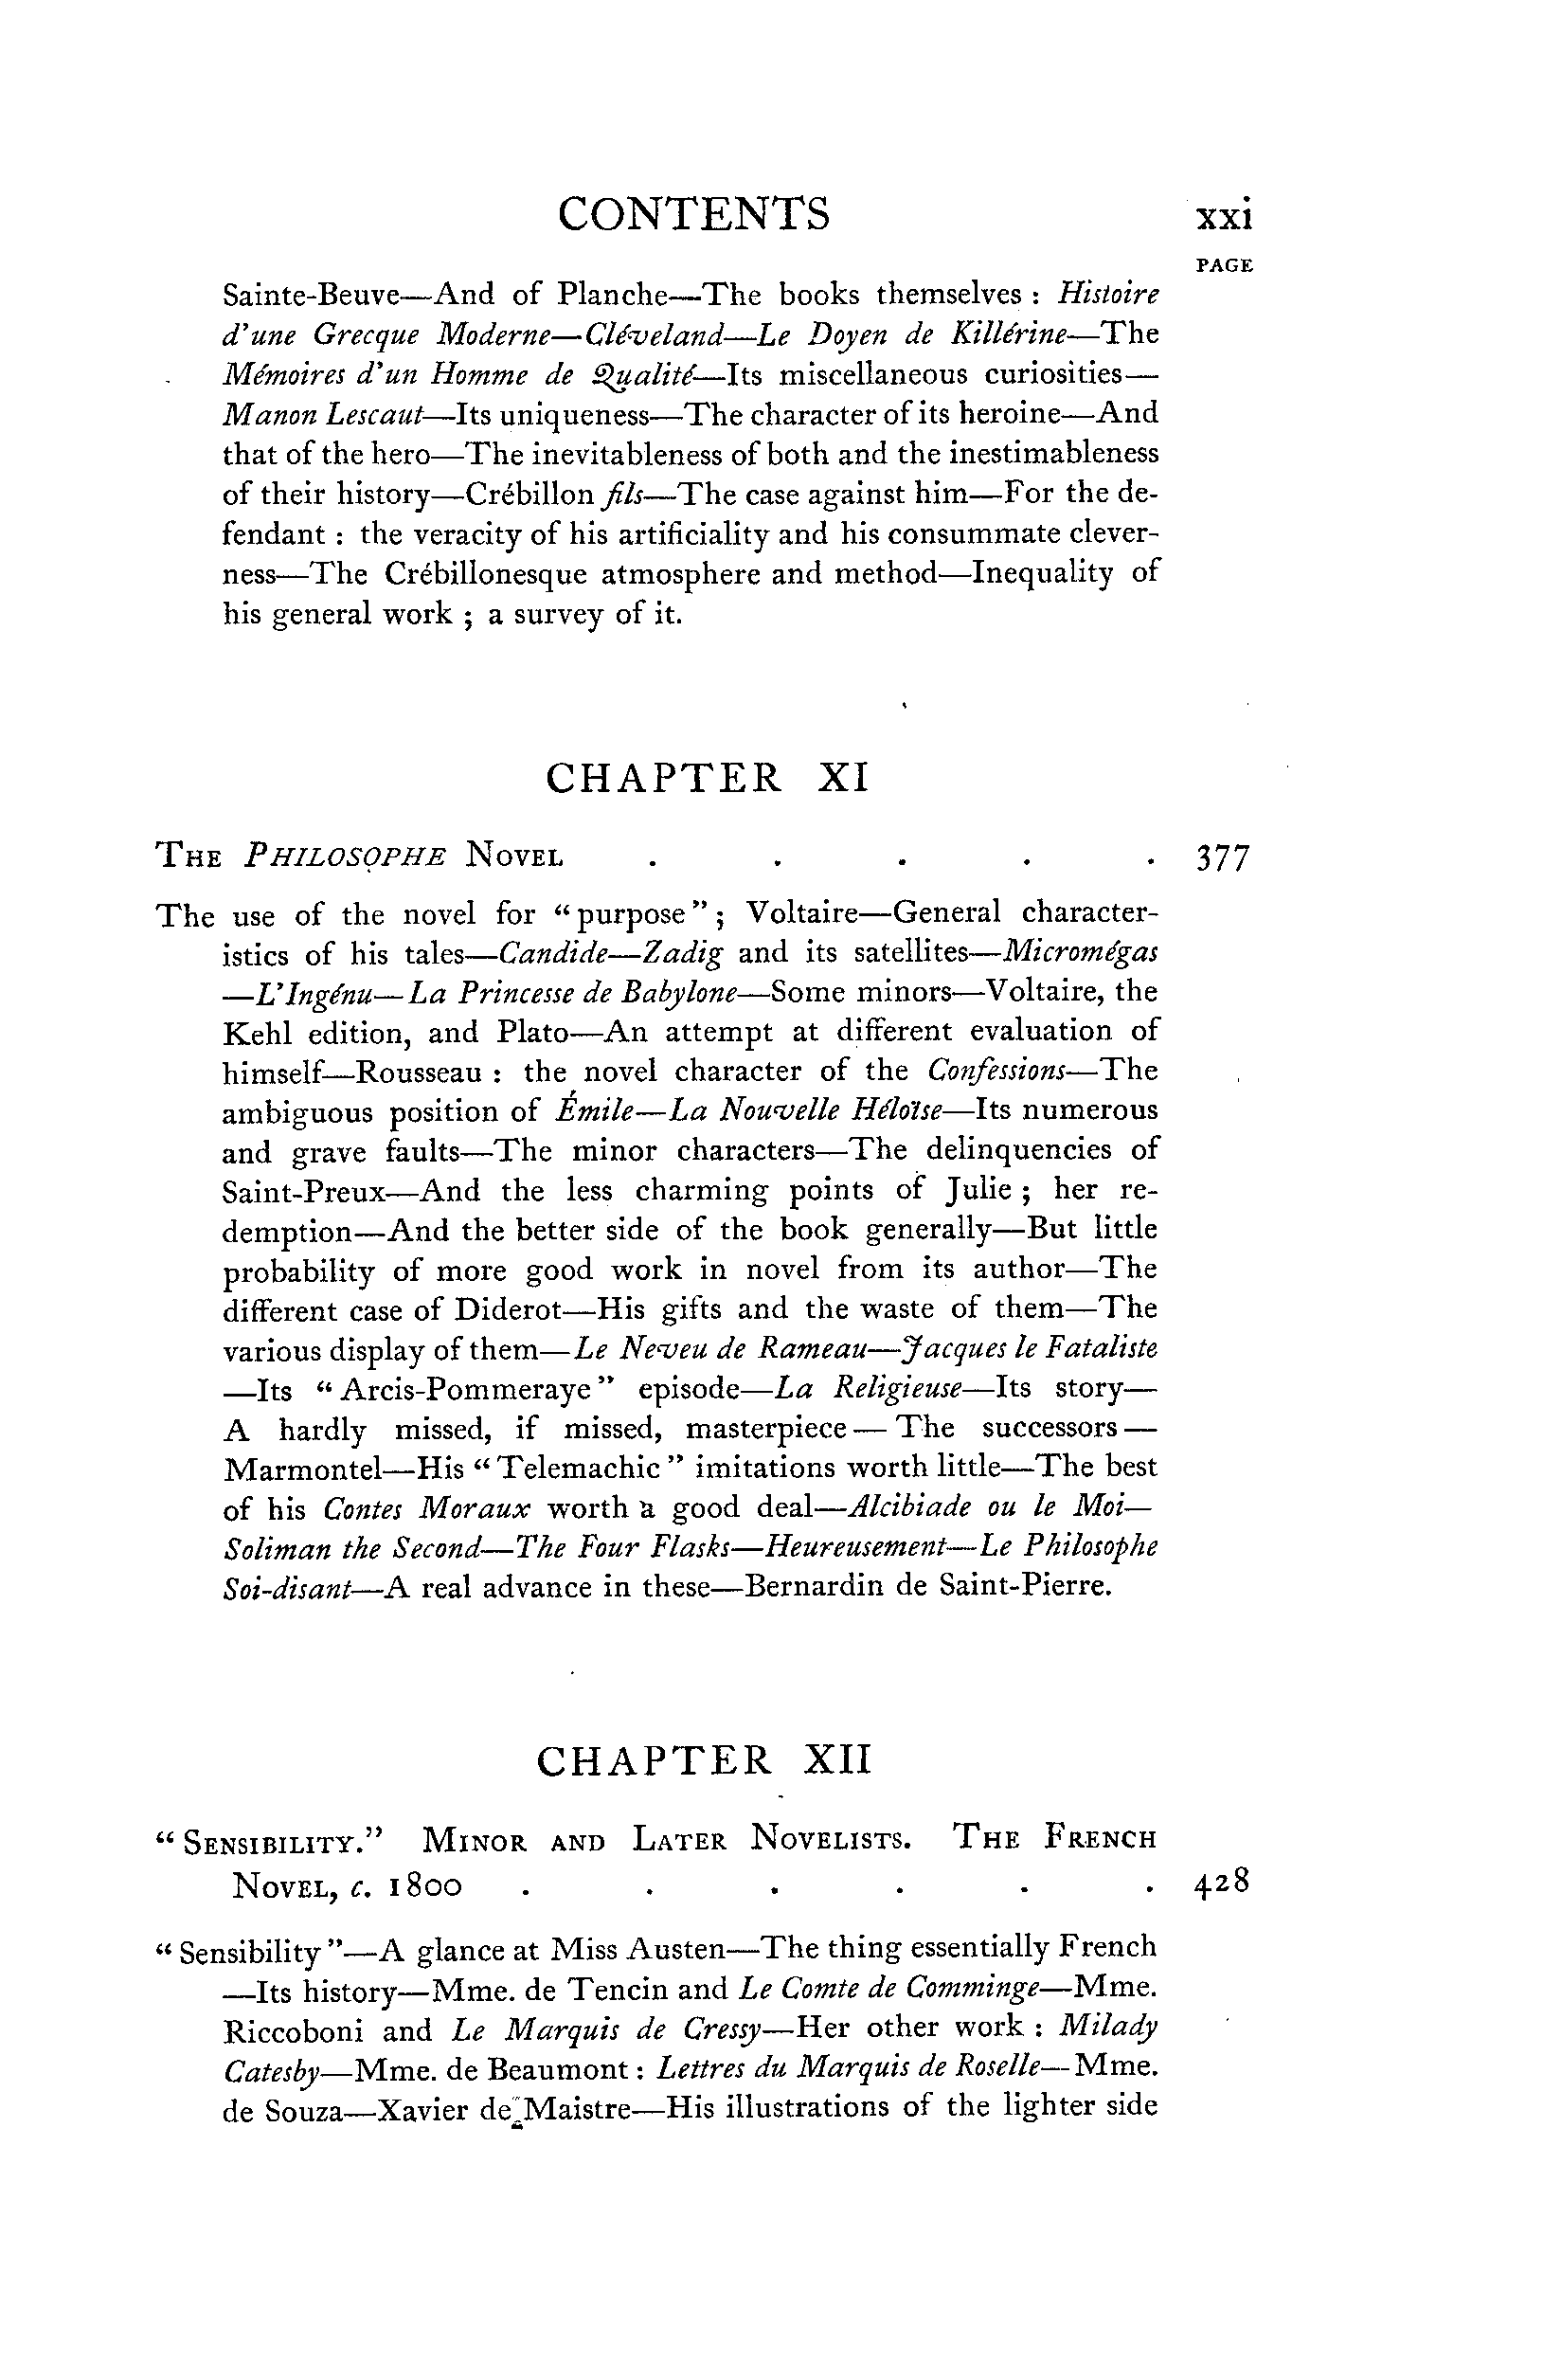 CONTENTS xxi
PAGE
Sainte-Beuve—And of Planche—The books themselves : Histoire
d'une Grecque Moderne—Cléveland—Le Doyen de Killérine—The
Mémoires d'un Homme de Qualité—Its miscellaneous curiosities—
Manon Lescaut—Its uniqueness—The character of its heroine—And
that of the hero—The inevitableness of both and the inestimableness
of their history—Crébillon fils—The case against him—For the de-
fendant : the veracity of his artificiality and his consummate clever-
ness—The Crébillonesque atmosphere and method—Inequality of
his general work ; a survey of it.
CHAPTER XI
THE PHILOSOPHE NOVEL . . . . . 377
The use of the novel for “purpose” ; Voltaire—General character-
istics of his tales—Candide—Zadig and its satellites—Micromégas
—L'Ingénu—La Princesse de Babylone—Some minors—Voltaire, the
Kehl edition, and Plato—An attempt at different evaluation of
himself—Rousseau : the novel character of the Confessions—The
ambiguous position of Émile—La Nouvelle Héloïse—Its numerous
and grave faults—The minor characters—The delinquencies of
Saint-Preux—And the less charming points of Julie ; her re-
demption—And the better side of the book generally—But little
probability of more good work in novel from its author—The
different case of Diderot—His gifts and the waste of them—The
various display of them—Le Neveu de Rameau—Jacques le Fataliste
—Its “Arcis-Pommeraye” episode—La Religieuse—Its story—
A hardly missed, if missed, masterpiece—The successors—
Marmontel—His “Telemachic” imitations worth little—The best
of his Contes Moraux worth a good deal—Alcibiade ou le Moi—
Soliman the Second—The Four Flasks—Heureusement—Le Philosophe
Soi-disant—A real advance in these—Bernardin de Saint-Pierre.
CHAPTER XII
“SENSIBILITY.” MINOR AND LATER NOVELISTS. THE FRENCH
NOVEL, c. 1800 . . . . . . 428
“Sensibility”—A glance at Miss Austen—The thing essentially French
—Its history—Mme. de Tencin and Le Comte de Comminge—Mme.
Riccoboni and Le Marquis de Cressy—Her other work : Milady
Catesby—Mme. de Beaumont : Lettres du Marquis de Roselle—Mme.
de Souza—Xavier de Maistre—His illustrations of the lighter side